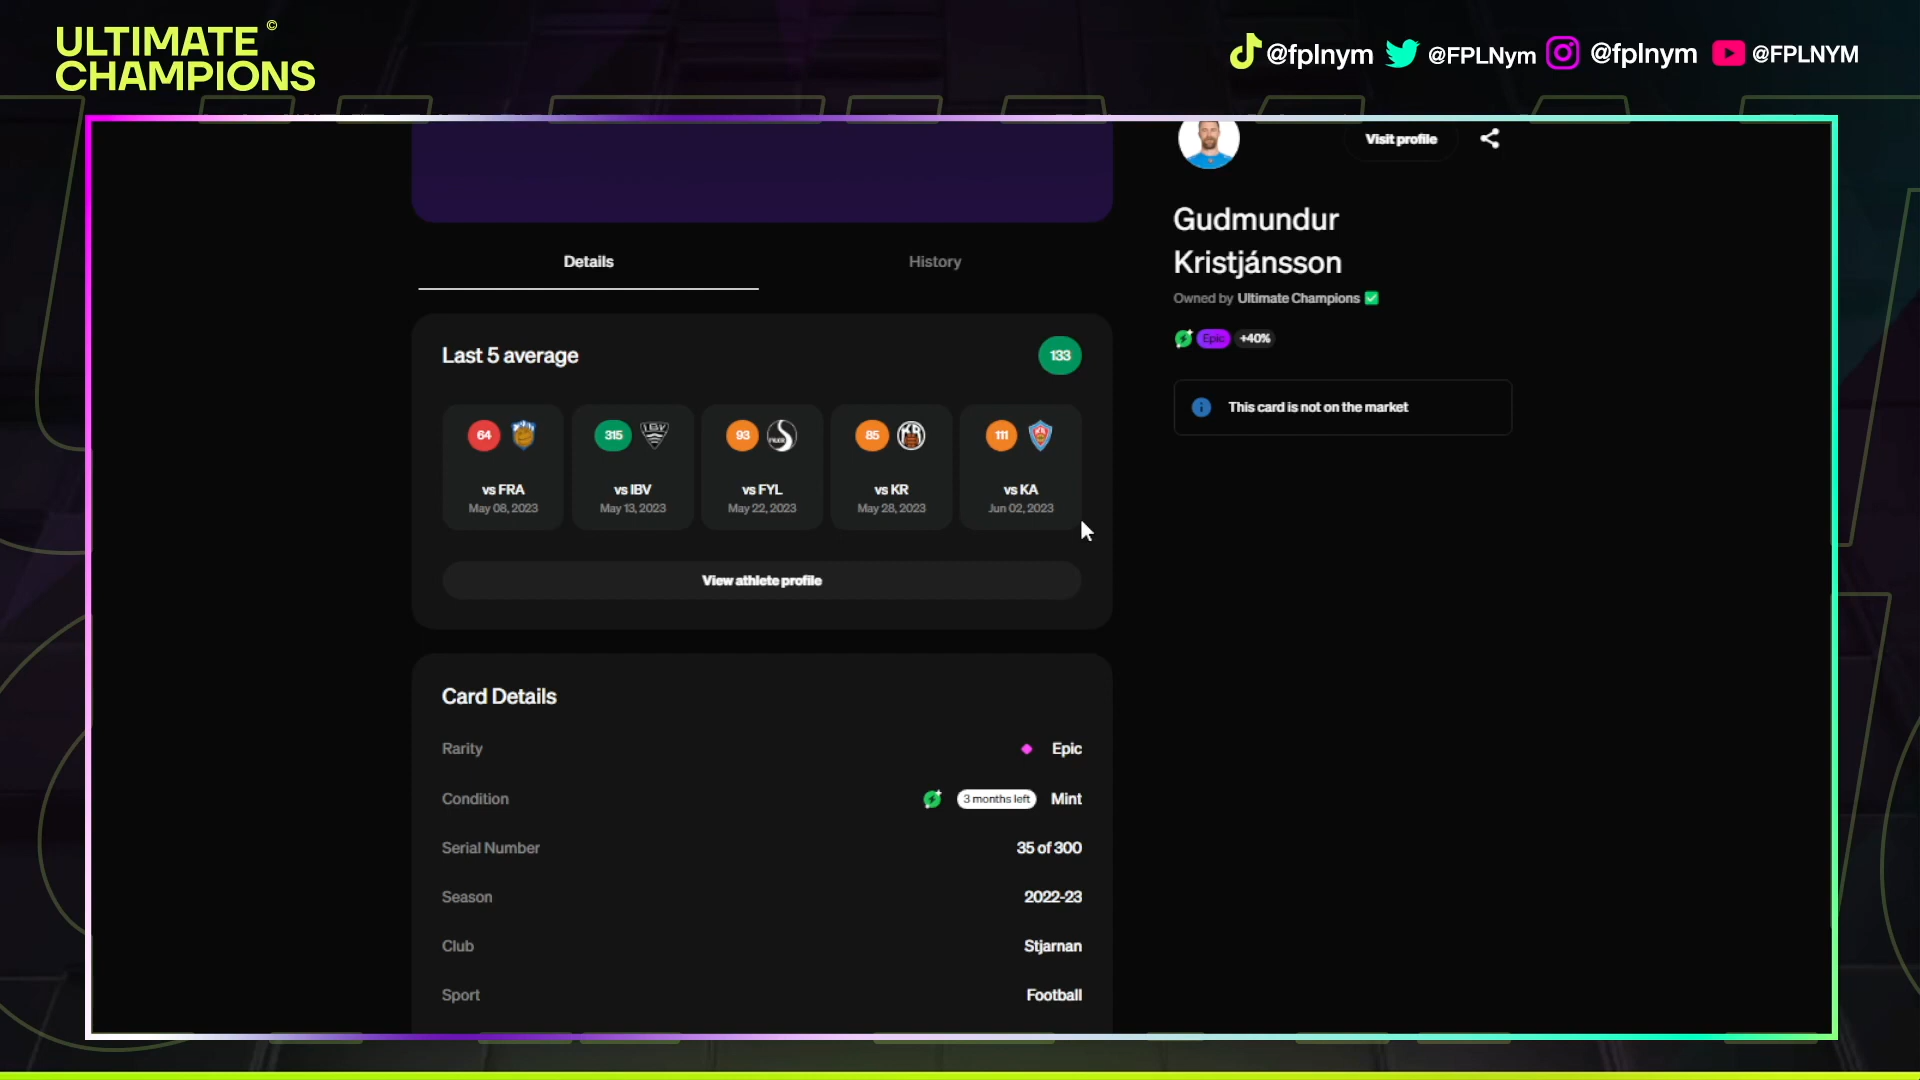 ULTIMATE ©
CHAMPIONS
@fplnym @FPLNym @fplnym @FPLNYM
Visit profile
Gudmundur
Kristjánsson
Owned by Ultimate Champions
Epic +40%
This card is not on the market
Details History
Last 5 average 133
64 315 93 85 111
vs FRA vs IBV vs FYL vs KR vs KA
May 08, 2023 May 13, 2023 May 22, 2023 May 28, 2023 Jun 02, 2023
View athlete profile
Card Details
Rarity Epic
Condition 3 months left Mint
Serial Number 35 of 300
Season 2022-23
Club Stjarnan
Sport Football